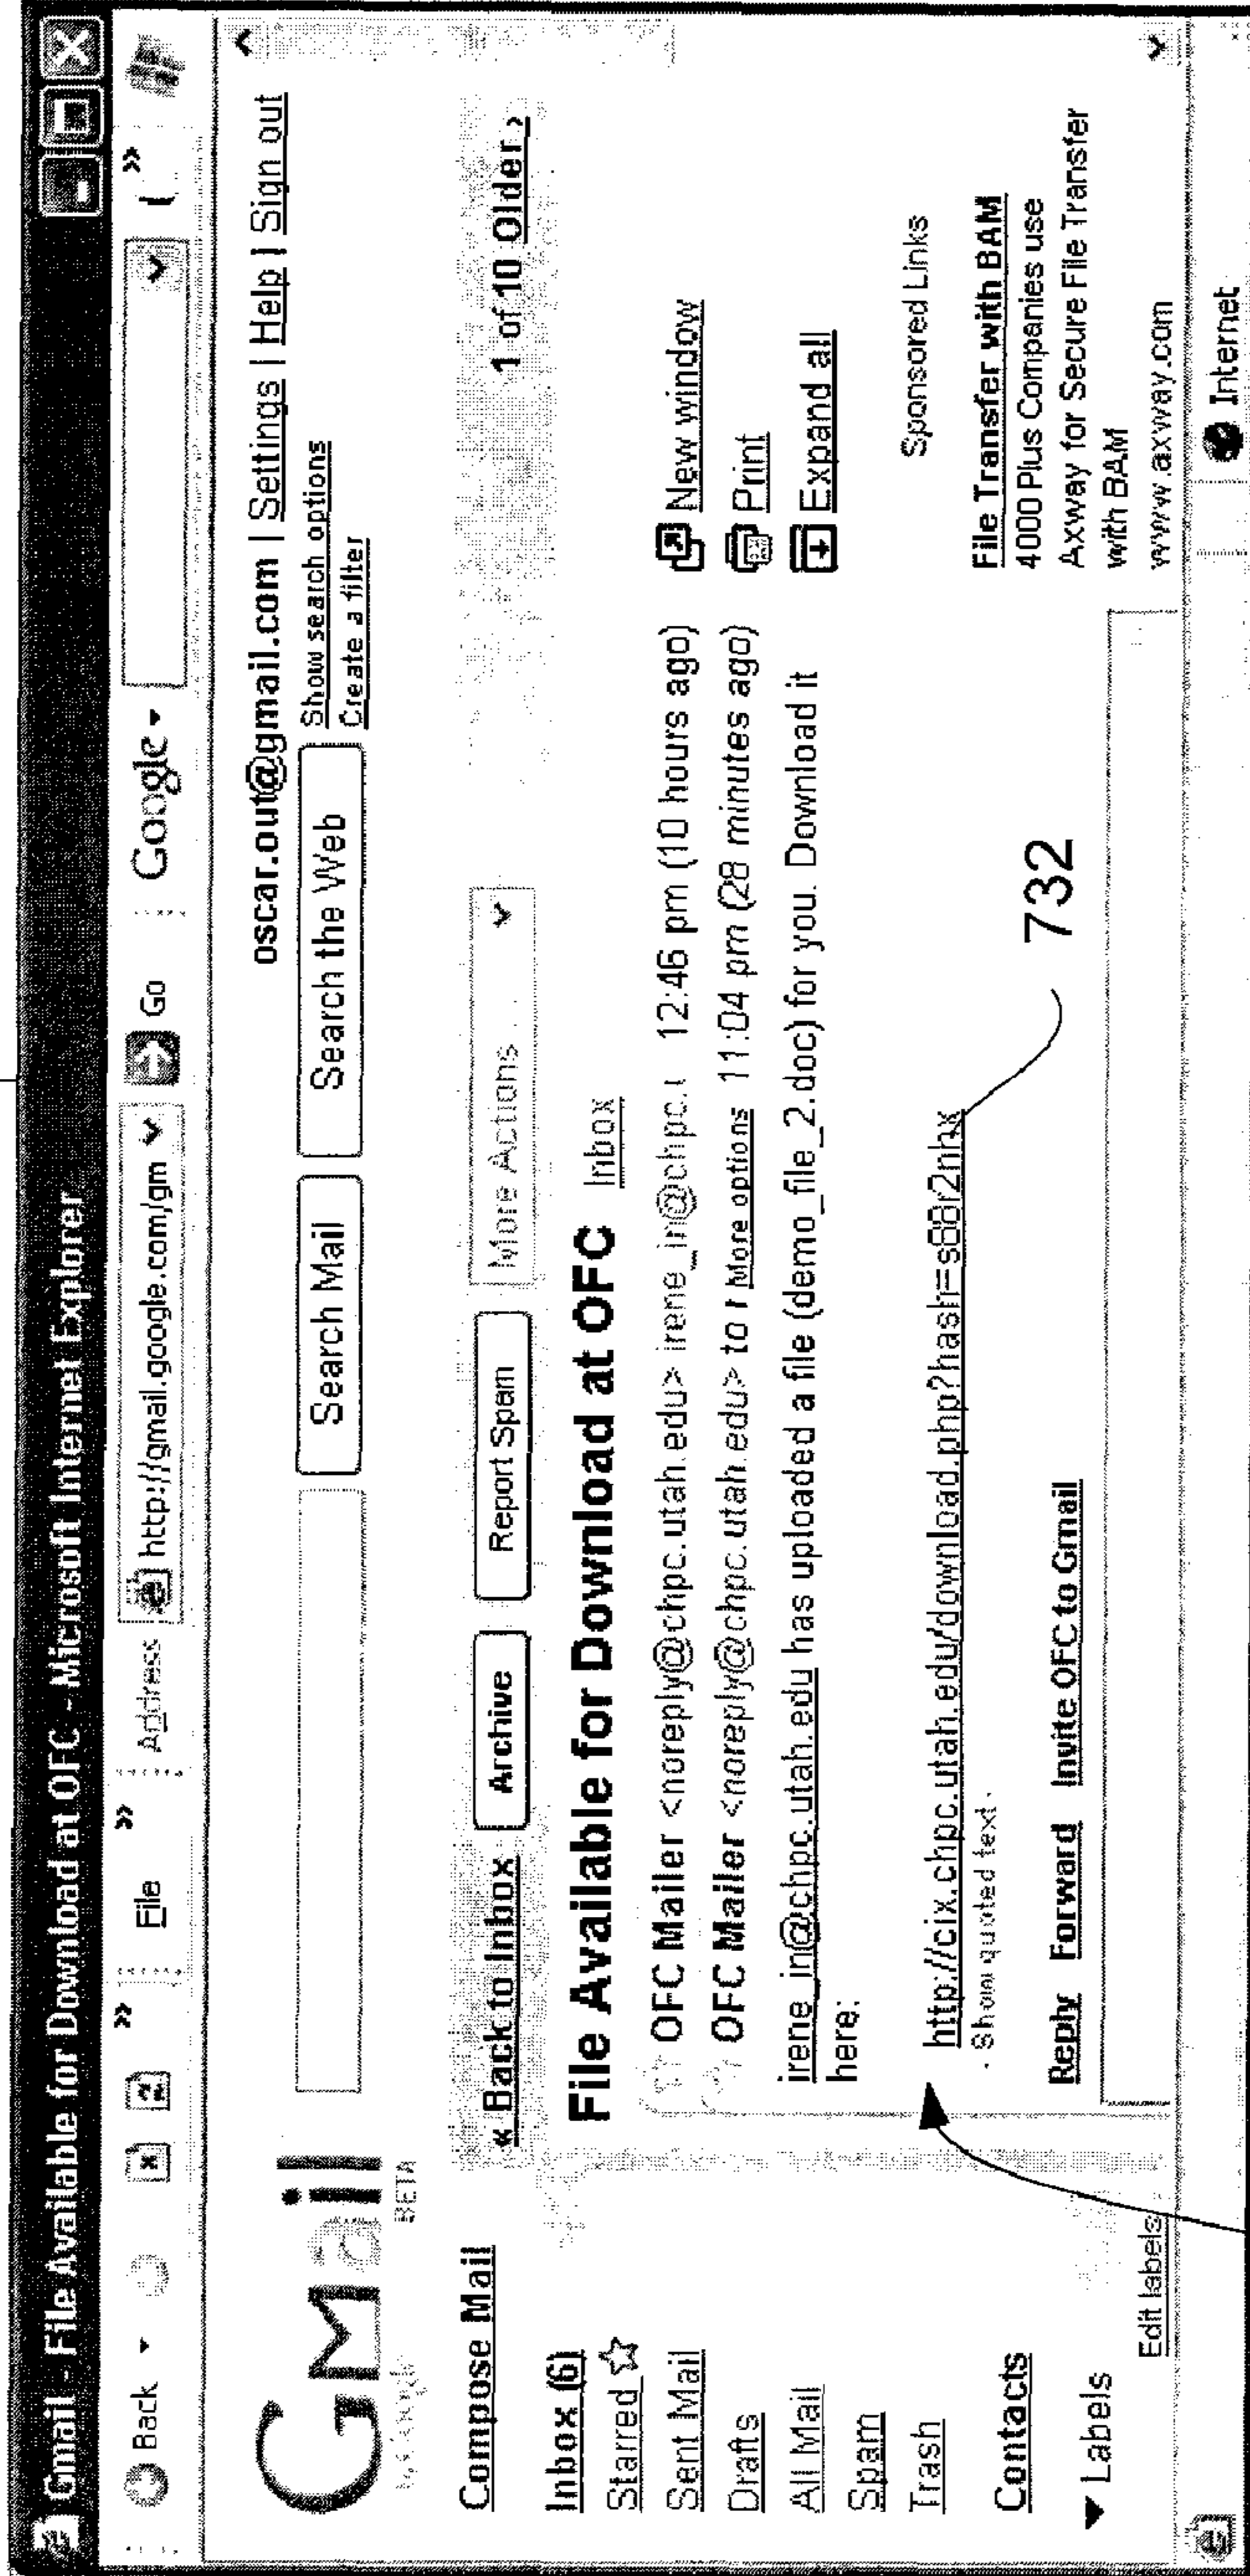 Gmail - File Available for Download at OFC - Microsoft Internet Explorer
Back » File » Address http://gmail.google.com/gm Go Google »
oscar.out@gmail.com | Settings | Help | Sign out
GMail
by Google
BETA
Search Mail Search the Web Show search options
Create a filter
Compose Mail
Inbox (6)
Starred
Sent Mail
Drafts
All Mail
Spam
Trash
Contacts
Labels
Edit labels
« Back to Inbox Archive Report Spam More Actions ... 1 of 10 Older ›
File Available for Download at OFC Inbox
OFC Mailer <noreply@chpc.utah.edu> irene_in@chpc.u 12:46 pm (10 hours ago)
OFC Mailer <noreply@chpc.utah.edu> to More options 11:04 pm (28 minutes ago)
irene_in@chpc.utah.edu has uploaded a file (demo_file_2.doc) for you. Download it
here:
http://cix.chpc.utah.edu/download.php?hash=s88r2nhx
732
- Show quoted text -
Reply Forward Invite OFC to Gmail
New window
Print
Expand all
Sponsored Links
File Transfer with BAM
4000 Plus Companies use
Axway for Secure File Transfer
with BAM
www.axway.com
Internet